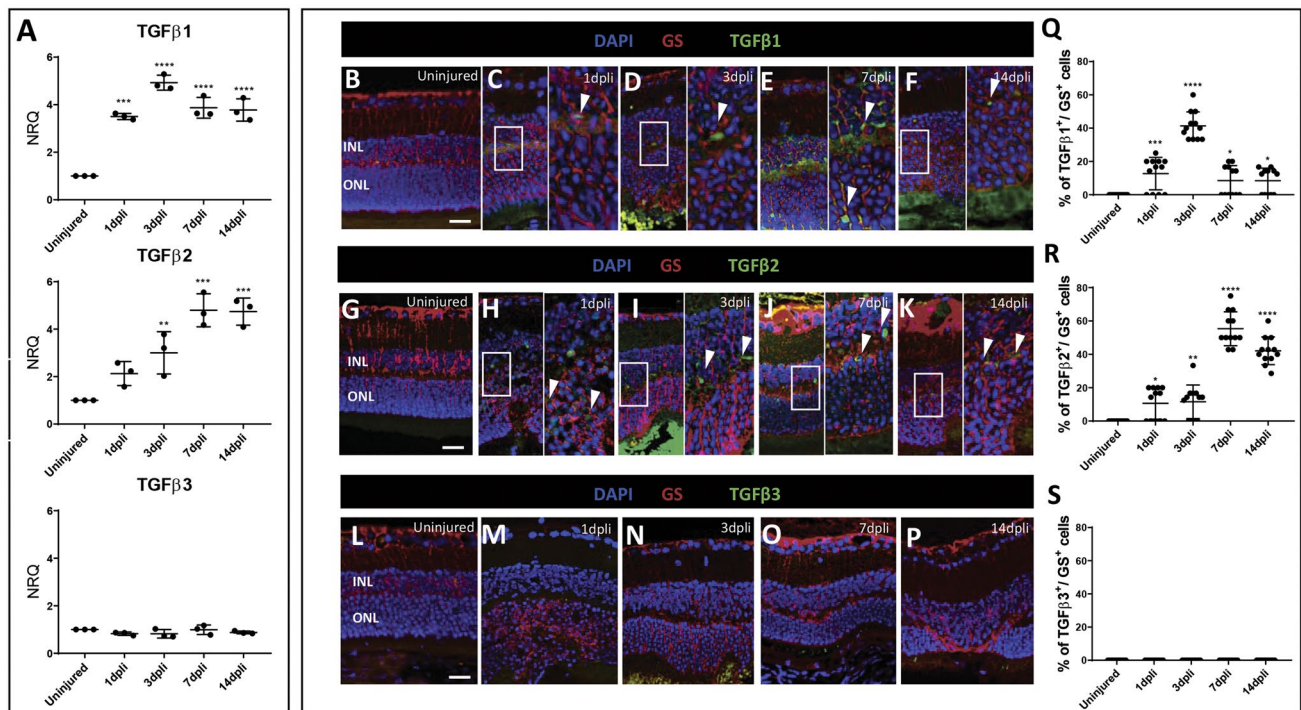 A
TGFβ1
NRQ
6
4
2
0
***
****
****
****
Uninjured
1dpli
3dpli
7dpli
14dpli
TGFβ2
NRQ
6
4
2
0
**
***
***
Uninjured
1dpli
3dpli
7dpli
14dpli
TGFβ3
NRQ
6
4
2
0
Uninjured
1dpli
3dpli
7dpli
14dpli
DAPI GS TGFβ1
B Uninjured
INL
ONL
C 1dpli
D 3dpli
E 7dpli
F 14dpli
DAPI GS TGFβ2
G Uninjured
INL
ONL
H 1dpli
I 3dpli
J 7dpli
K 14dpli
DAPI GS TGFβ3
L Uninjured
INL
ONL
M 1dpli
N 3dpli
O 7dpli
P 14dpli
Q
% of TGFβ1⁺/ GS⁺ cells
80
60
40
20
0
***
****
*
*
Uninjured
1dpli
3dpli
7dpli
14dpli
R
% of TGFβ2⁺/ GS⁺ cells
80
60
40
20
0
*
**
****
****
Uninjured
1dpli
3dpli
7dpli
14dpli
S
% of TGFβ3⁺/ GS⁺ cells
80
60
40
20
0
Uninjured
1dpli
3dpli
7dpli
14dpli